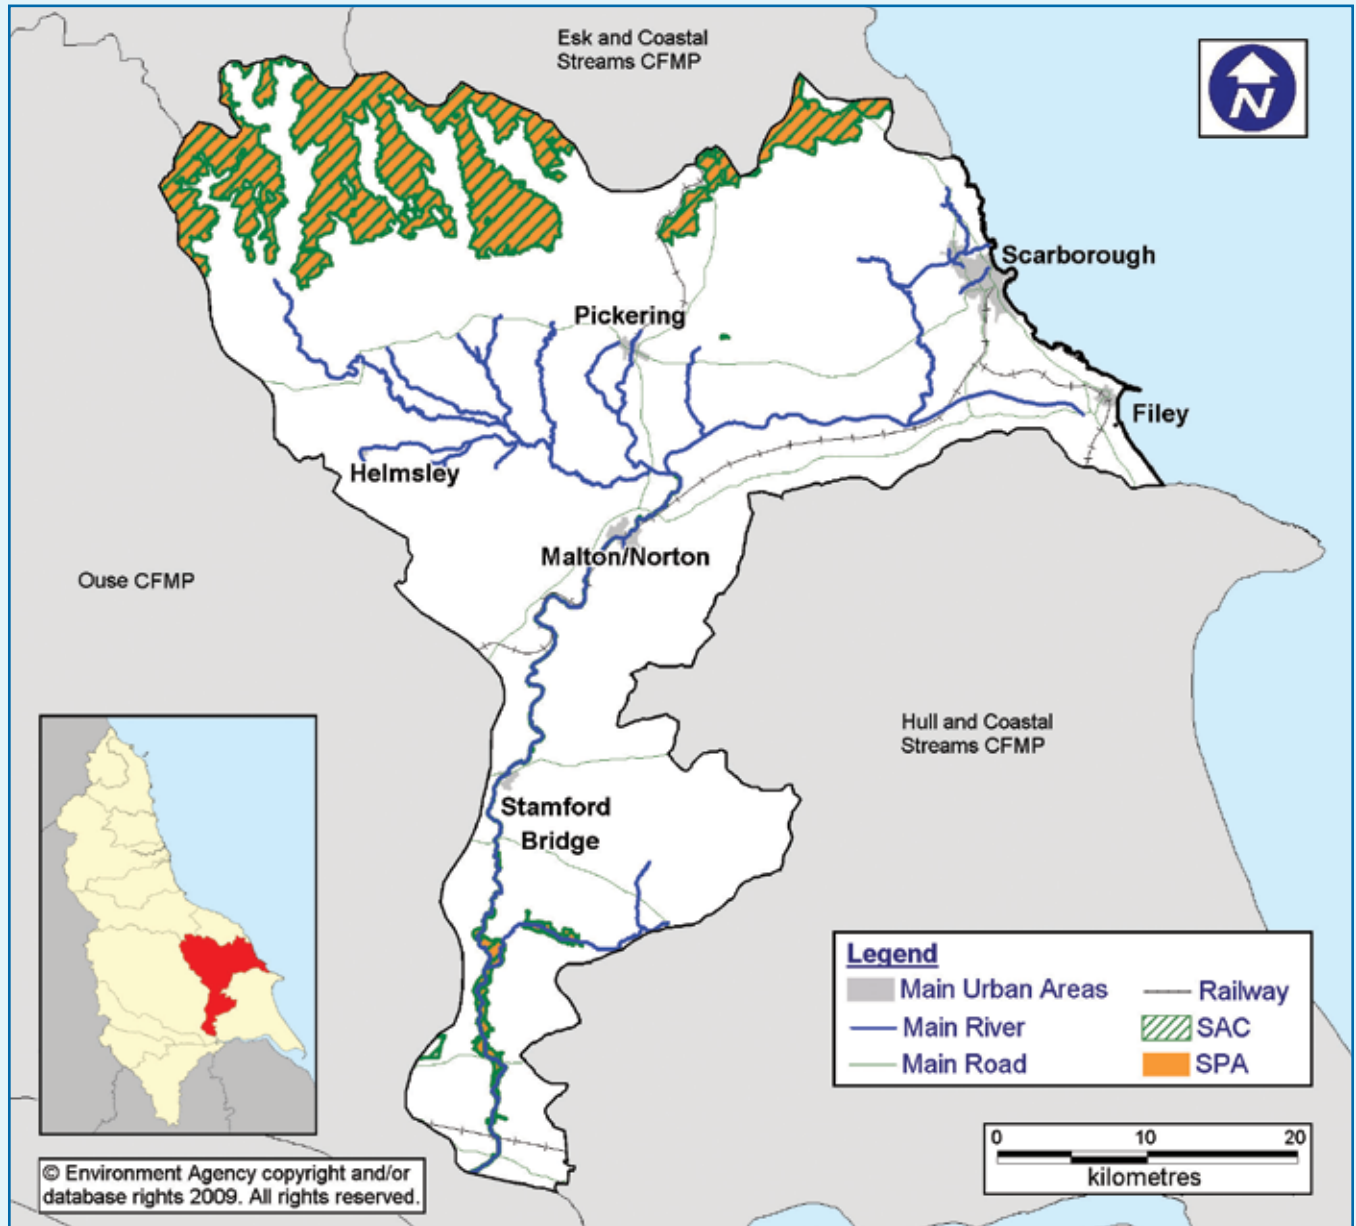 Esk and Coastal
Streams CFMP
N
Scarborough
Pickering
Filey
Helmsley
Malton/Norton
Ouse CFMP
Hull and Coastal
Streams CFMP
Stamford
Bridge
Legend
Main Urban Areas
Railway
Main River
SAC
Main Road
SPA
0 10 20
kilometres
© Environment Agency copyright and/or
database rights 2009. All rights reserved.